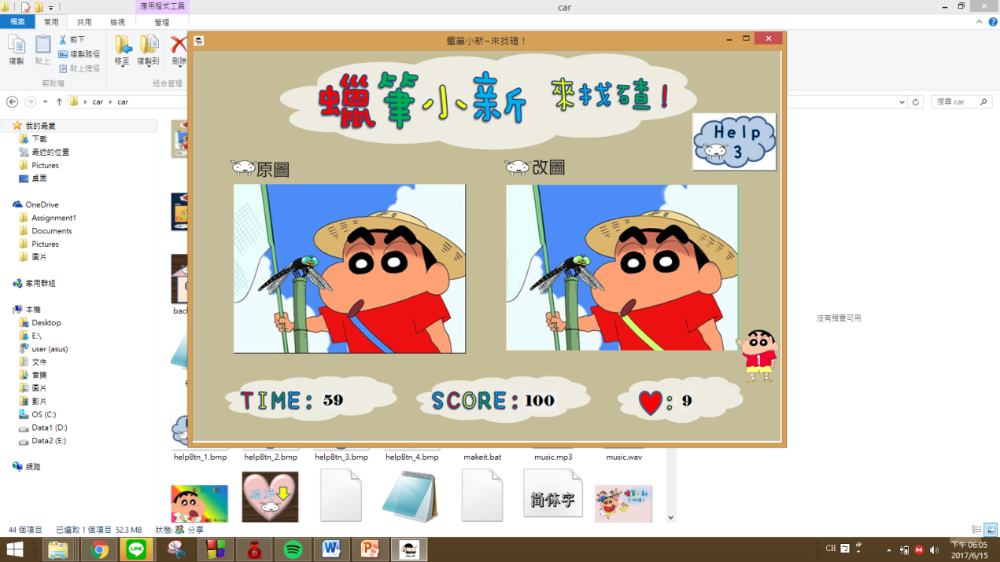 應用程式工具
car
檔案
常用
共用
檢視
管理
複製
貼上
剪下
複製路徑
貼上捷徑
剪貼簿
移至
複製到
刪除
組合管理
car
car
搜尋 car
我的最愛
下載
最近的位置
Pictures
桌面
OneDrive
Assignment1
Documents
Pictures
圖片
家用群組
本機
Desktop
E:\
user (asus)
文件
音樂
圖片
影片
OS (C:)
Data1 (D:)
Data2 (E:)
網路
蠟筆小新~來找碴！
蠟筆小新 來找碴！
Help
3
原圖
改圖
1
TIME: 59
SCORE: 100
: 9
沒有預覽可用
helpBtn_1.bmp
helpBtn_2.bmp
helpBtn_3.bmp
helpBtn_4.bmp
makeit.bat
music.mp3
music.wav
简体字
44 個項目
已選取 1 個項目 52.3 MB
狀態:
分享
LINE
CH
下午 06:05
2017/6/15